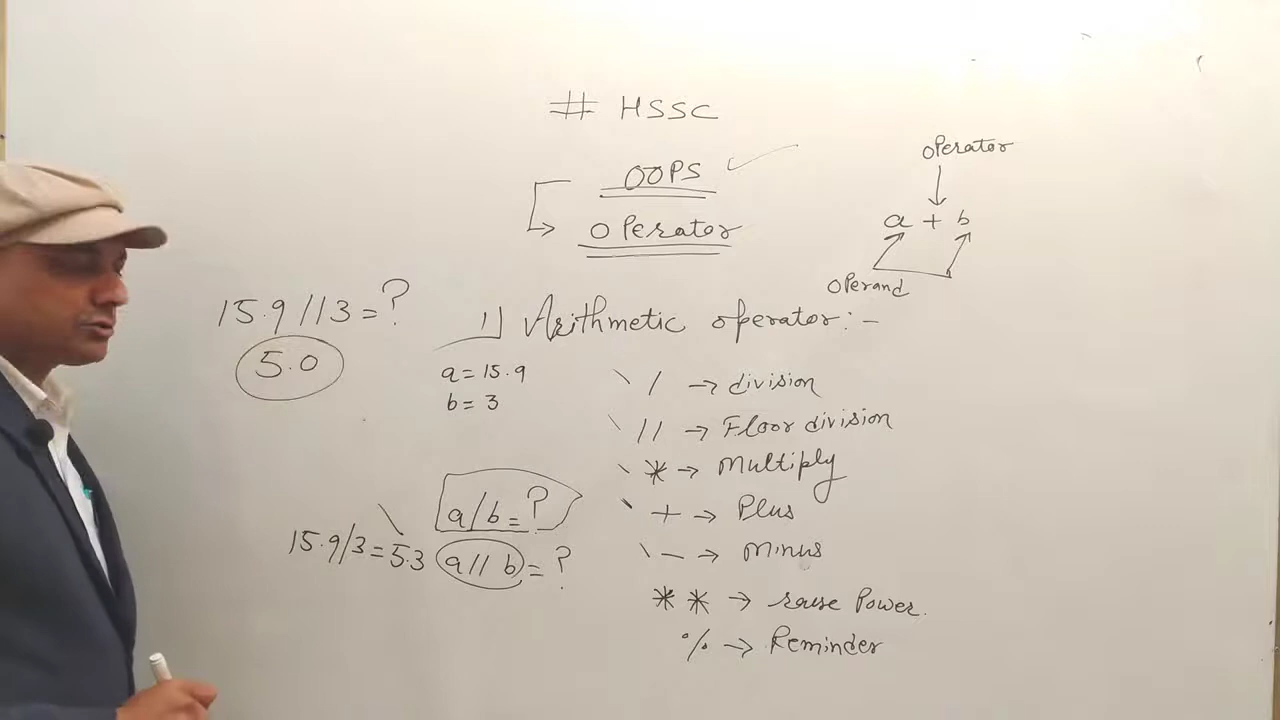 # HSSC
OOPS
operator
operator
a + b
operand
15.9//3 = ?
5.0
1) Arithmetic operator:-
a = 15.9
b = 3
/ → division
// → Floor division
* → Multiply
+ → Plus
- → Minus
** → raise Power.
% → Reminder
a/b = ?
15.9/3 = 5.3
a//b = ?